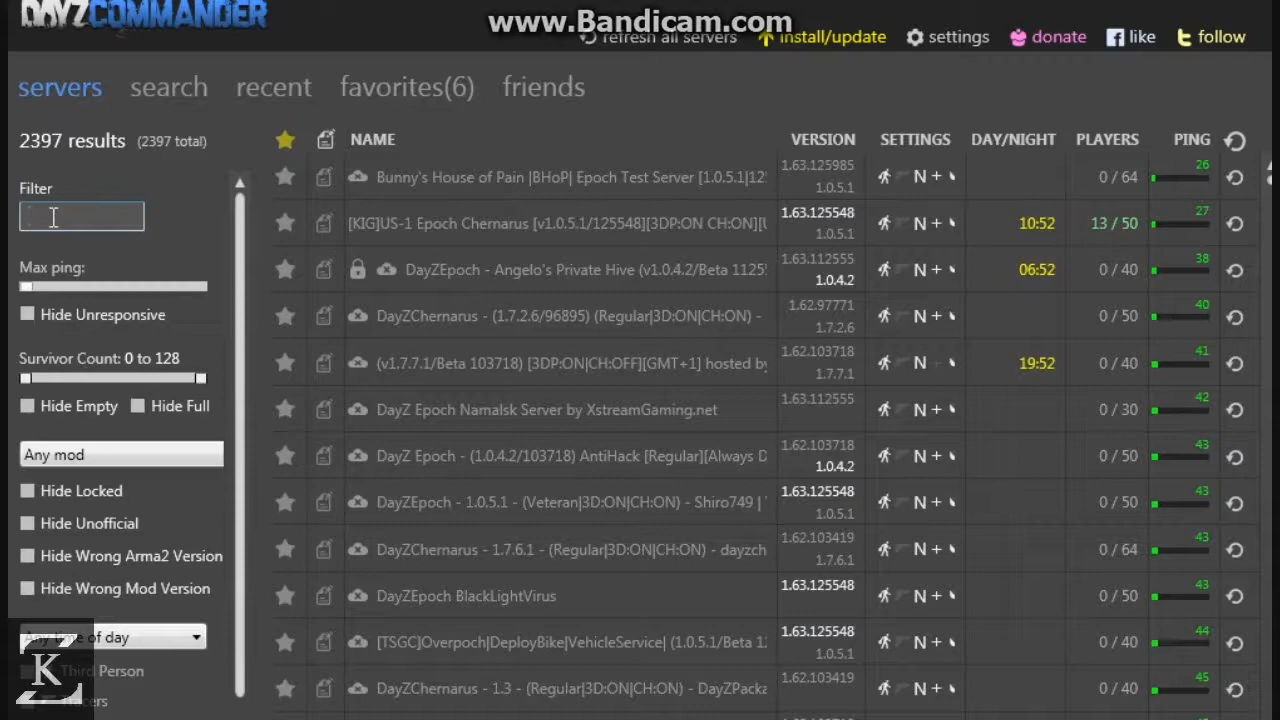 DAYZCOMMANDER
www.Bandicam.com
refresh all servers
install/update
settings
donate
like
follow
servers
search
recent
favorites(6)
friends
2397 results (2397 total)
NAME VERSION SETTINGS DAY/NIGHT PLAYERS PING
Filter
Max ping:
Hide Unresponsive
Survivor Count: 0 to 128
Hide Empty Hide Full
Any mod
Hide Locked
Hide Unofficial
Hide Wrong Arma2 Version
Hide Wrong Mod Version
Any time of day
Third Person
Tracers
K
Z
Bunny's House of Pain |BHoP| Epoch Test Server [1.0.5.1|125 1.63.125985 1.0.5.1 N + 0 / 64 26
[KIG]US-1 Epoch Chernarus [v1.0.5.1/125548][3DP:ON CH:ON][U 1.63.125548 1.0.5.1 N + 10:52 13 / 50 27
DayZEpoch - Angelo's Private Hive (v1.0.4.2/Beta 11255 1.63.112555 1.0.4.2 N + 06:52 0 / 40 38
DayZChernarus - (1.7.2.6/96895) (Regular|3D:ON|CH:ON) - 1.62.97771 1.7.2.6 N + 0 / 50 40
(v1.7.7.1/Beta 103718) [3DP:ON|CH:OFF][GMT+1] hosted by 1.62.103718 1.7.7.1 N 19:52 0 / 40 41
DayZ Epoch Namalsk Server by XstreamGaming.net 1.63.112555 N + 0 / 30 42
DayZ Epoch - (1.0.4.2/103718) AntiHack [Regular][Always D 1.62.103718 1.0.4.2 N + 0 / 50 43
DayZEpoch - 1.0.5.1 - (Veteran|3D:ON|CH:ON) - Shiro749 | 1.63.125548 1.0.5.1 N + 0 / 50 43
DayZChernarus - 1.7.6.1 - (Regular|3D:ON|CH:ON) - dayzch 1.62.103419 1.7.6.1 N + 0 / 64 43
DayZEpoch BlackLightVirus 1.63.125548 N + 0 / 50 43
[TSGC]Overpoch|DeployBike|VehicleService| (1.0.5.1/Beta 1 1.63.125548 1.0.5.1 N + 0 / 40 44
DayZChernarus - 1.3 - (Regular|3D:ON|CH:ON) - DayZPacka 1.62.103419 N + 0 / 40 45